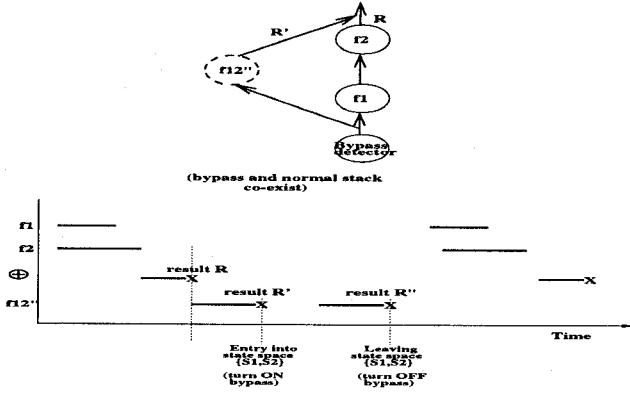 R
R'
f2
f12"
f1
Bypass
detector
(bypass and normal stack
co-exist)
f1
f2
⊕
result R
X
X
f12"
result R'
X
result R"
X
Time
Entry into
state space
{S1,S2}
(turn ON
bypass)
Leaving
state space
{S1,S2}
(turn OFF
bypass)